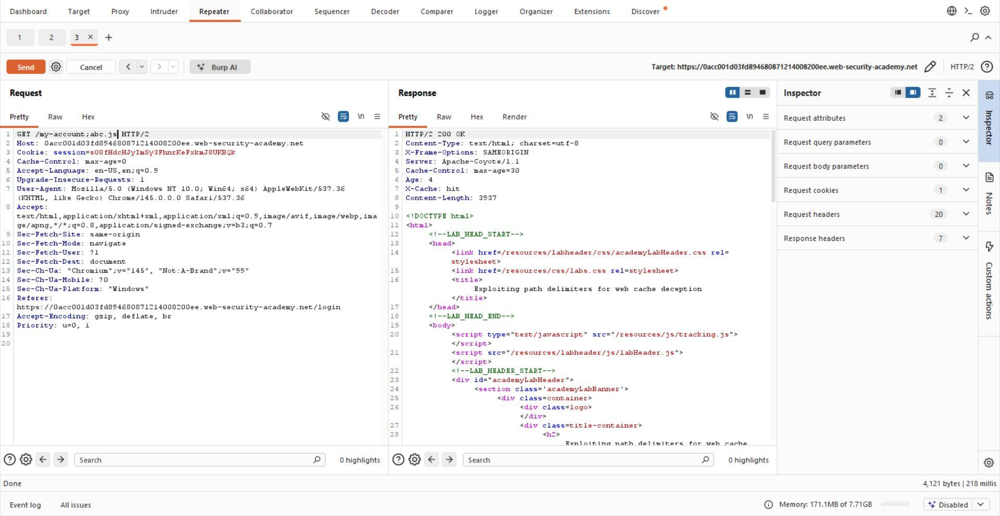 Dashboard Target Proxy Intruder Repeater Collaborator Sequencer Decoder Comparer Logger Organizer Extensions Discover
1 2 3 × +
Send Cancel Burp AI Target: https://0acc001d03fd894680871214008200ee.web-security-academy.net HTTP/2
Request
Pretty Raw Hex \n
1 GET /my-account;abc.js HTTP/2
2 Host: 0acc001d03fd894680871214008200ee.web-security-academy.net
3 Cookie: session=s08fHdcHJyImSy3FhnrKeFxkmJ8UKBQk
4 Cache-Control: max-age=0
5 Accept-Language: en-US,en;q=0.9
6 Upgrade-Insecure-Requests: 1
7 User-Agent: Mozilla/5.0 (Windows NT 10.0; Win64; x64) AppleWebKit/537.36
(KHTML, like Gecko) Chrome/145.0.0.0 Safari/537.36
8 Accept:
text/html,application/xhtml+xml,application/xml;q=0.9,image/avif,image/webp,ima
ge/apng,*/*;q=0.8,application/signed-exchange;v=b3;q=0.7
9 Sec-Fetch-Site: same-origin
10 Sec-Fetch-Mode: navigate
11 Sec-Fetch-User: ?1
12 Sec-Fetch-Dest: document
13 Sec-Ch-Ua: "Chromium";v="145", "Not:A-Brand";v="99"
14 Sec-Ch-Ua-Mobile: ?0
15 Sec-Ch-Ua-Platform: "Windows"
16 Referer:
https://0acc001d03fd894680871214008200ee.web-security-academy.net/login
17 Accept-Encoding: gzip, deflate, br
18 Priority: u=0, i
19
20
Search 0 highlights
Response
Pretty Raw Hex Render \n
1 HTTP/2 200 OK
2 Content-Type: text/html; charset=utf-8
3 X-Frame-Options: SAMEORIGIN
4 Server: Apache-Coyote/1.1
5 Cache-Control: max-age=30
6 Age: 4
7 X-Cache: hit
8 Content-Length: 3937
9
10 <!DOCTYPE html>
11 <html>
12 <!--LAB_HEAD_START-->
13 <head>
14 <link href=/resources/labheader/css/academyLabHeader.css rel=
stylesheet>
15 <link href=/resources/css/labs.css rel=stylesheet>
16 <title>
Exploiting path delimiters for web cache deception
</title>
17 </head>
18 <!--LAB_HEAD_END-->
19 <body>
20 <script type="text/javascript" src="/resources/js/tracking.js">
</script>
21 <script src="/resources/labheader/js/labHeader.js">
</script>
22 <!--LAB_HEADER_START-->
23 <div id="academyLabHeader">
24 <section class='academyLabBanner'>
25 <div class=container>
26 <div class=logo>
</div>
27 <div class=title-container>
28 <h2>
Exploiting path delimiters for web cache
Search 0 highlights
Inspector
Request attributes 2
Request query parameters 0
Request body parameters 0
Request cookies 1
Request headers 20
Response headers 7
Inspector
Notes
Custom actions
Done 4,121 bytes | 218 millis
Event log All issues Memory: 171.1MB of 7.71GB Disabled